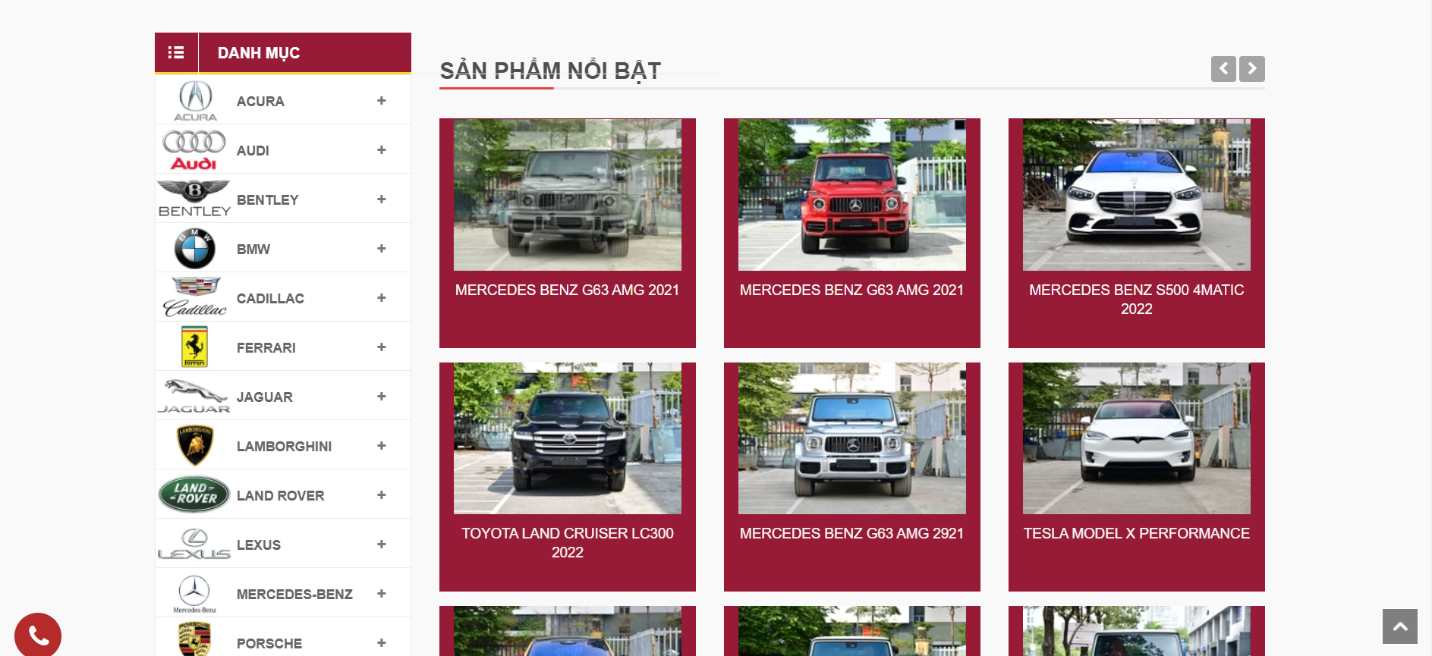 DANH MỤC
ACURA
ACURA
Audi
AUDI
BENTLEY
BENTLEY
BMW
BMW
Cadillac
CADILLAC
Ferrari
FERRARI
JAGUAR
JAGUAR
LAMBORGHINI
LAND ROVER
LAND ROVER
LEXUS
LEXUS
Mercedes-Benz
MERCEDES-BENZ
PORSCHE
SẢN PHẨM NỔI BẬT
MERCEDES BENZ G63 AMG 2021
MERCEDES BENZ G63 AMG 2021
MERCEDES BENZ S500 4MATIC
2022
TOYOTA LAND CRUISER LC300
2022
MERCEDES BENZ G63 AMG 2921
TESLA MODEL X PERFORMANCE